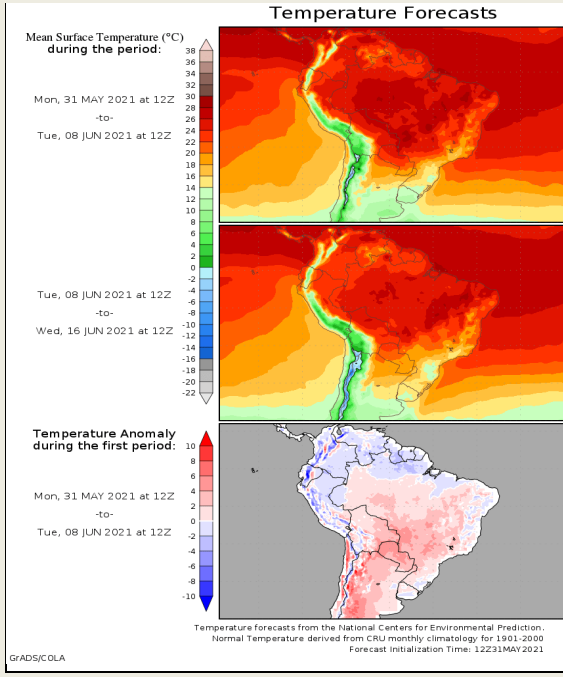 Temperature Forecasts
Mean Surface Temperature (°C)
during the period:
38
36
34
32
30
28
26
24
22
20
18
16
14
12
10
8
6
4
2
0
-2
-4
-6
-8
-10
-12
-14
-16
-18
-20
-22
Mon, 31 MAY 2021 at 12Z
-to-
Tue, 08 JUN 2021 at 12Z
Tue, 08 JUN 2021 at 12Z
-to-
Wed, 16 JUN 2021 at 12Z
Temperature Anomaly
during the first period:
10
8
6
4
2
0
-2
-4
-6
-8
-10
Mon, 31 MAY 2021 at 12Z
-to-
Tue, 08 JUN 2021 at 12Z
Temperature forecasts from the National Centers for Environmental Prediction.
Normal Temperature derived from CRU monthly climatology for 1901-2000
Forecast Initialization Time: 12Z31MAY2021
GrADS/COLA